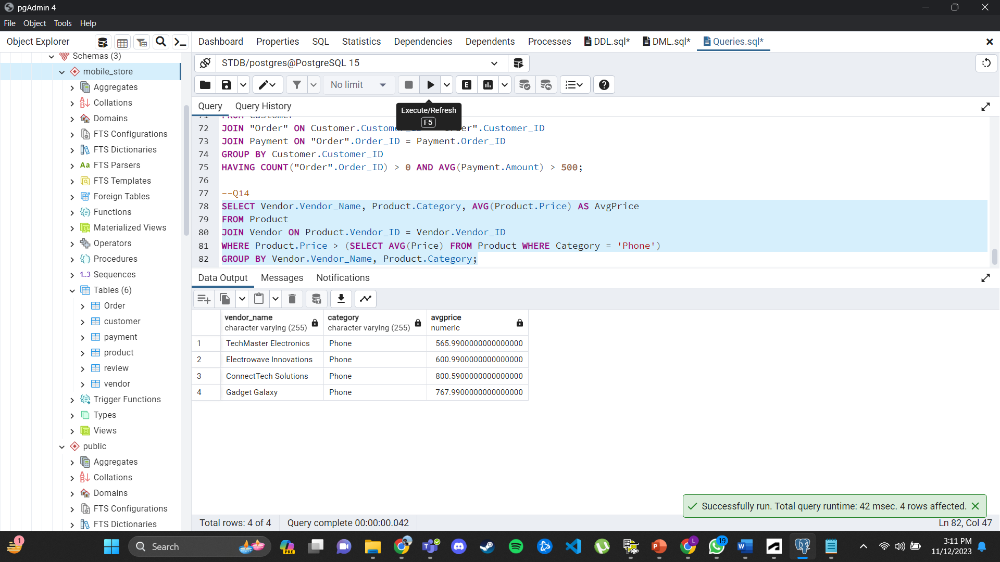 pgAdmin 4
File Object Tools Help
Object Explorer
Dashboard Properties SQL Statistics Dependencies Dependents Processes DDL.sql* DML.sql* Queries.sql*
Schemas (3)
mobile_store
Aggregates
Collations
Domains
FTS Configurations
FTS Dictionaries
FTS Parsers
FTS Templates
Foreign Tables
Functions
Materialized Views
Operators
Procedures
1..3 Sequences
Tables (6)
Order
customer
payment
product
review
vendor
Trigger Functions
Types
Views
public
Aggregates
Collations
Domains
FTS Configurations
FTS Dictionaries
STDB/postgres@PostgreSQL 15
No limit
Execute/Refresh
F5
Query Query History
71 FROM Customer
72 JOIN "Order" ON Customer.Customer_ID = "Order".Customer_ID
73 JOIN Payment ON "Order".Order_ID = Payment.Order_ID
74 GROUP BY Customer.Customer_ID
75 HAVING COUNT("Order".Order_ID) > 0 AND AVG(Payment.Amount) > 500;
76
77 --Q14
78 SELECT Vendor.Vendor_Name, Product.Category, AVG(Product.Price) AS AvgPrice
79 FROM Product
80 JOIN Vendor ON Product.Vendor_ID = Vendor.Vendor_ID
81 WHERE Product.Price > (SELECT AVG(Price) FROM Product WHERE Category = 'Phone')
82 GROUP BY Vendor.Vendor_Name, Product.Category;
Data Output Messages Notifications
vendor_name category avgprice
character varying (255) character varying (255) numeric
1 TechMaster Electronics Phone 565.9900000000000000
2 Electrowave Innovations Phone 600.9900000000000000
3 ConnectTech Solutions Phone 800.5900000000000000
4 Gadget Galaxy Phone 767.9900000000000000
Successfully run. Total query runtime: 42 msec. 4 rows affected.
Total rows: 4 of 4 Query complete 00:00:00.042 Ln 82, Col 47
1 Search PRE L 19 3:11 PM
11/12/2023